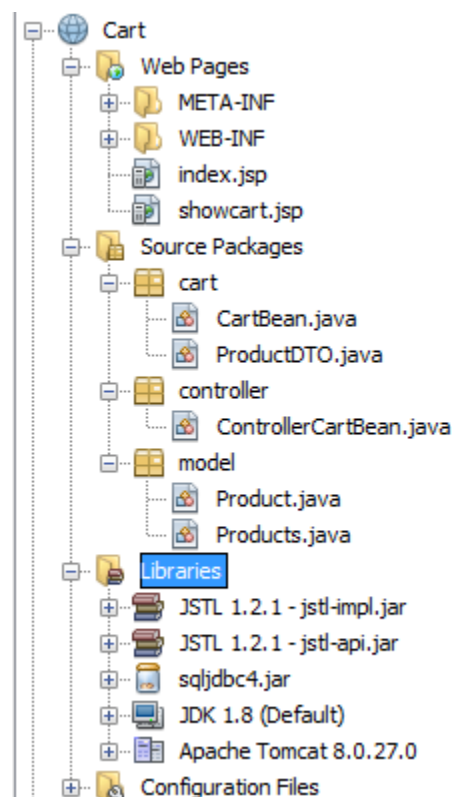 Cart
Web Pages
META-INF
WEB-INF
index.jsp
showcart.jsp
Source Packages
cart
CartBean.java
ProductDTO.java
controller
ControllerCartBean.java
model
Product.java
Products.java
Libraries
JSTL 1.2.1 - jstl-impl.jar
JSTL 1.2.1 - jstl-api.jar
sqljdbc4.jar
JDK 1.8 (Default)
Apache Tomcat 8.0.27.0
Configuration Files